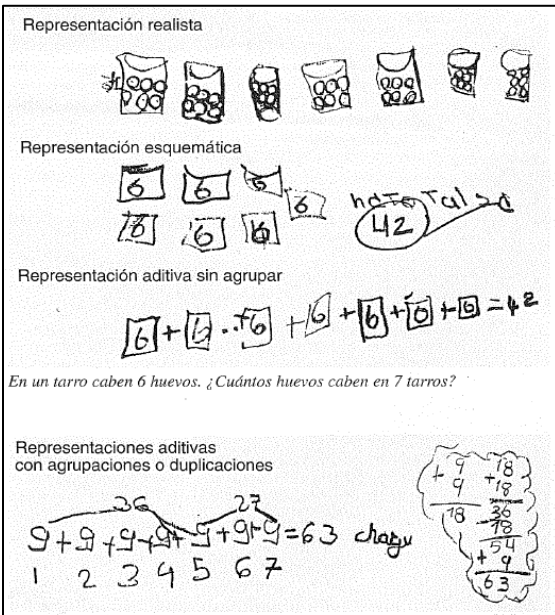 Representación realista
Representación esquemática
6 6 6
6
6 6 6
42
Representación aditiva sin agrupar
6 + 6 + 6 + 6 + 6 + 6 + 6 = 42
En un tarro caben 6 huevos. ¿Cuántos huevos caben en 7 tarros?
Representaciones aditivas
con agrupaciones o duplicaciones
36 27
9+9+9+9+9+9+9=63
1 2 3 4 5 6 7
+ 9 +18
9 18
18 36
18
54
+ 9
63